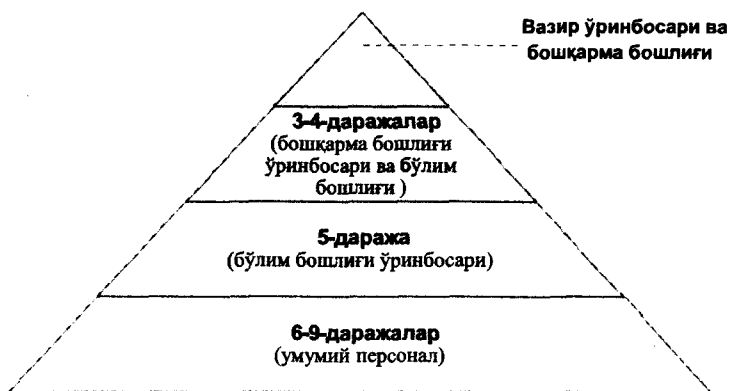 Вазир ўринбосари ва
бошқарма бошлиғи
3-4-даражалар
(бошқарма бошлиғи
ўринбосари ва бўлим
бошлиғи )
5-даража
(бўлим бошлиғи ўринбосари)
6-9-даражалар
(умумий персонал)